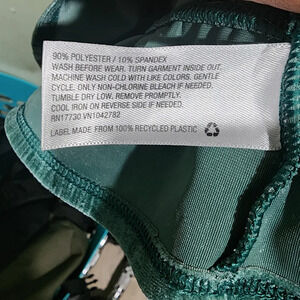 90% POLYESTER / 10% SPANDEX
WASH BEFORE WEAR. TURN GARMENT INSIDE OUT.
MACHINE WASH COLD WITH LIKE COLORS. GENTLE
CYCLE. ONLY NON-CHLORINE BLEACH IF NEEDED.
TUMBLE DRY LOW. REMOVE PROMPTLY.
COOL IRON ON REVERSE SIDE IF NEEDED.
RN17730 VN1042782
LABEL MADE FROM 100% RECYCLED PLASTIC